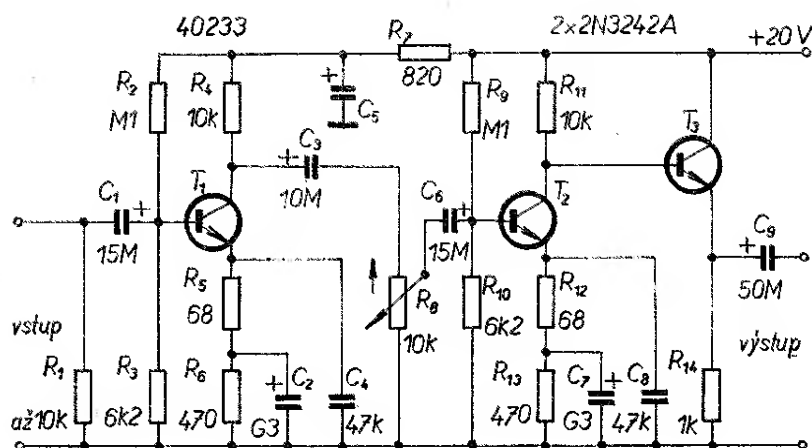 40233
2x2N3242A
+20V
R₇
820
R₂
M1
R₄
10k
C₅
R₉
M1
R₁₁
10k
T₃
C₃
10M
C₁
15M
T₁
C₆
15M
T₂
C₉
50M
R₅
68
R₈
10k
R₁₀
6k2
R₁₂
68
vstup
výstup
R₁
až 10k
R₃
6k2
R₆
470
C₂
G3
C₄
47k
R₁₃
470
C₇
G3
C₈
47k
R₁₄
1k